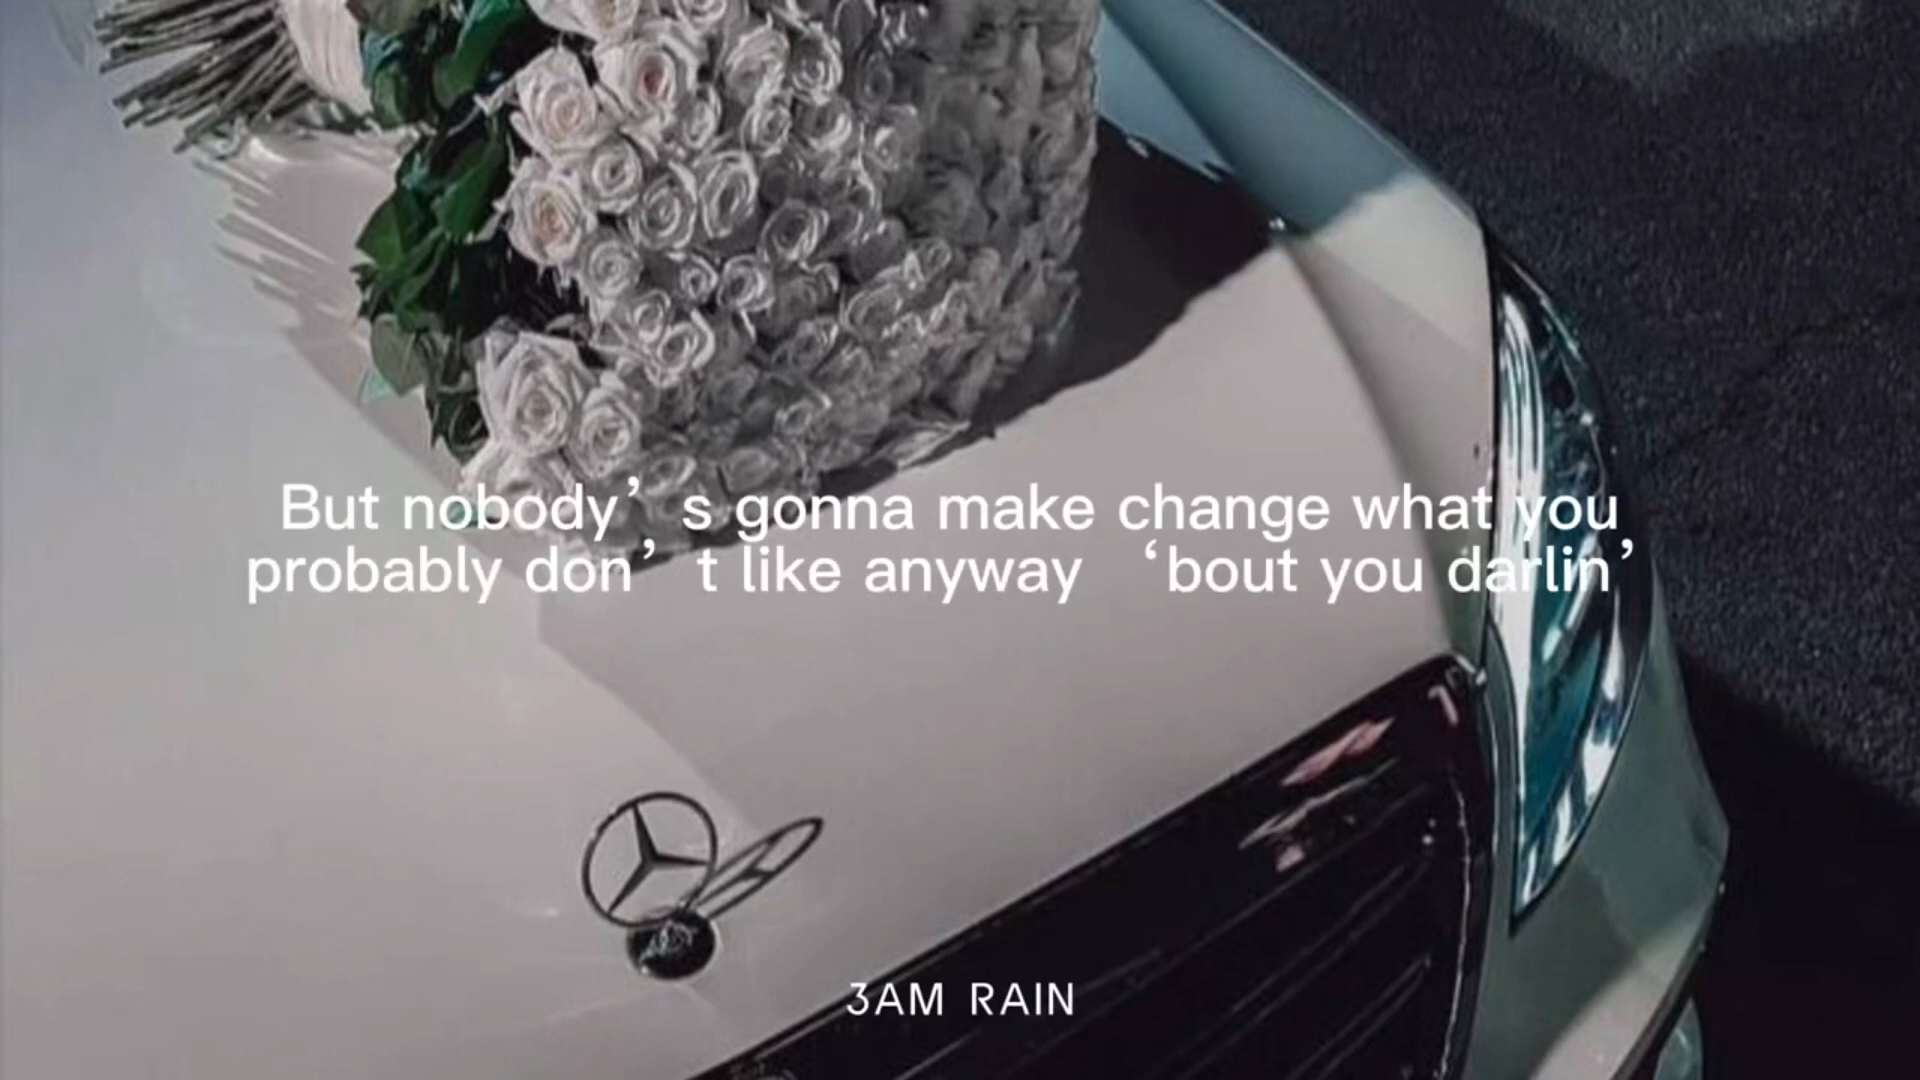 But nobody’s gonna make change what you
probably don’t like anyway ‘bout you darlin’
3AM RAIN